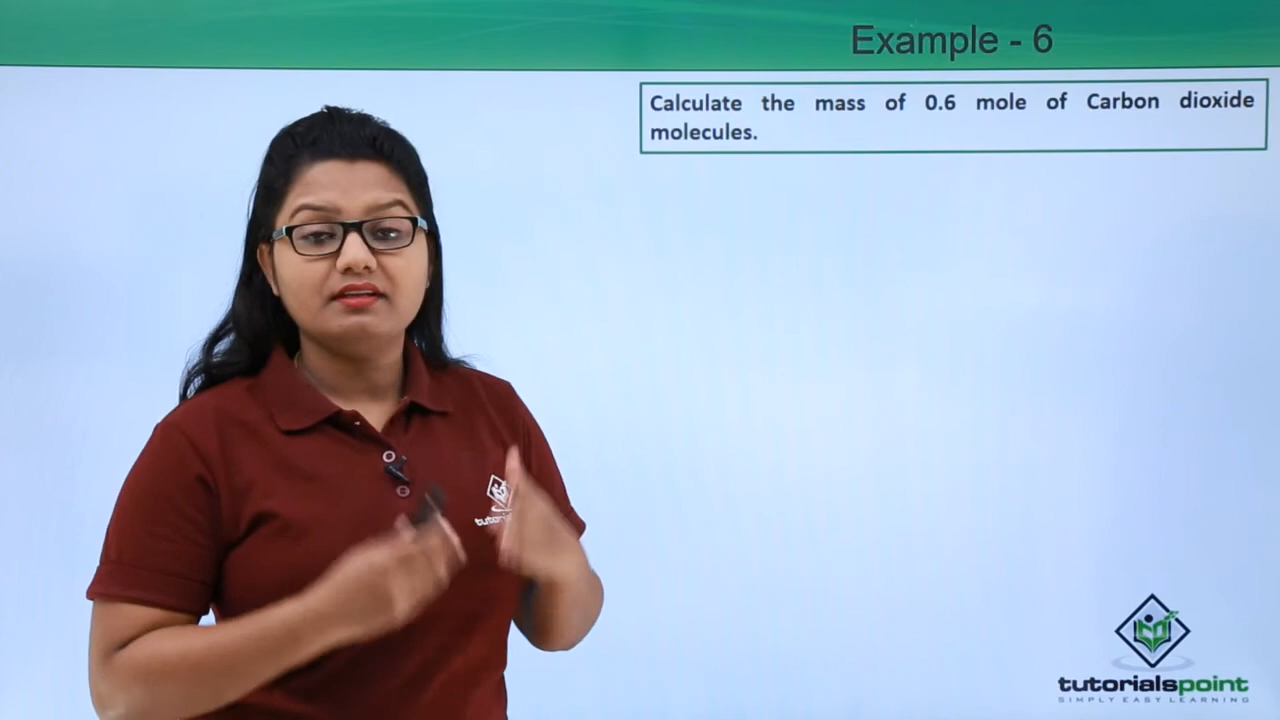 Example - 6
Calculate the mass of 0.6 mole of Carbon dioxide
molecules.
tutorialspoint
SIMPLY EASY LEARNING